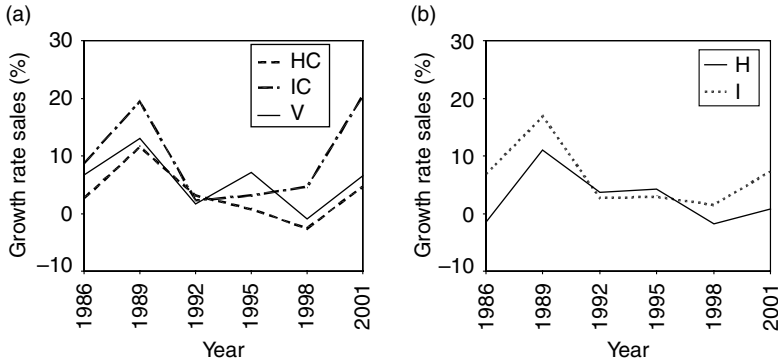 (a)
Growth rate sales (%)
30
20
10
0
–10
HC
IC
V
1986
1989
1992
1995
1998
2001
Year
(b)
Growth rate sales (%)
30
20
10
0
–10
H
I
1986
1989
1992
1995
1998
2001
Year